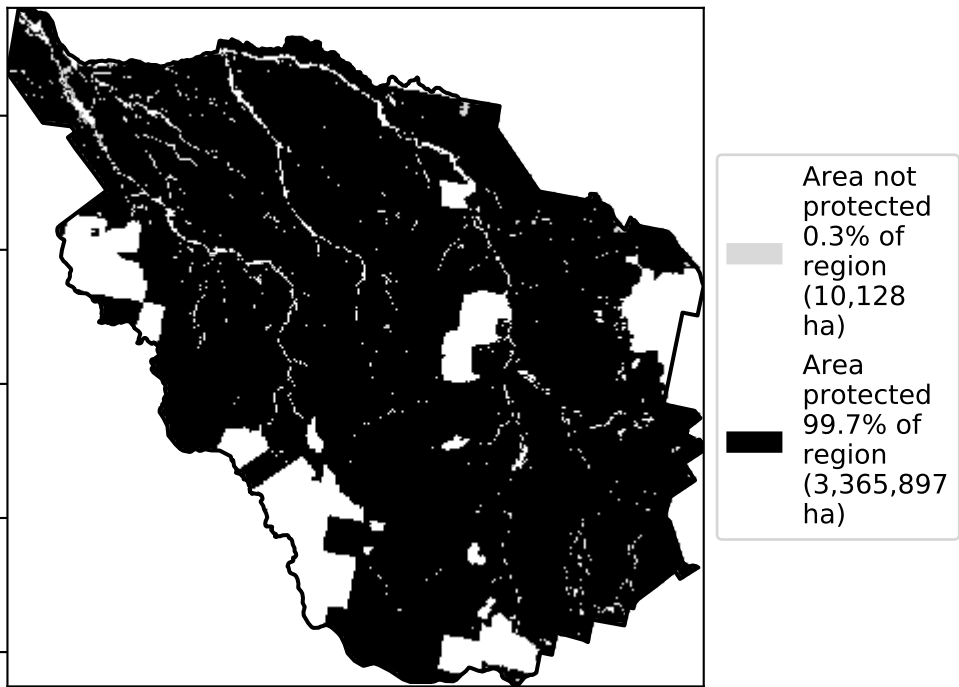 Area not
protected
0.3% of
region
(10,128
ha)
Area
protected
99.7% of
region
(3,365,897
ha)